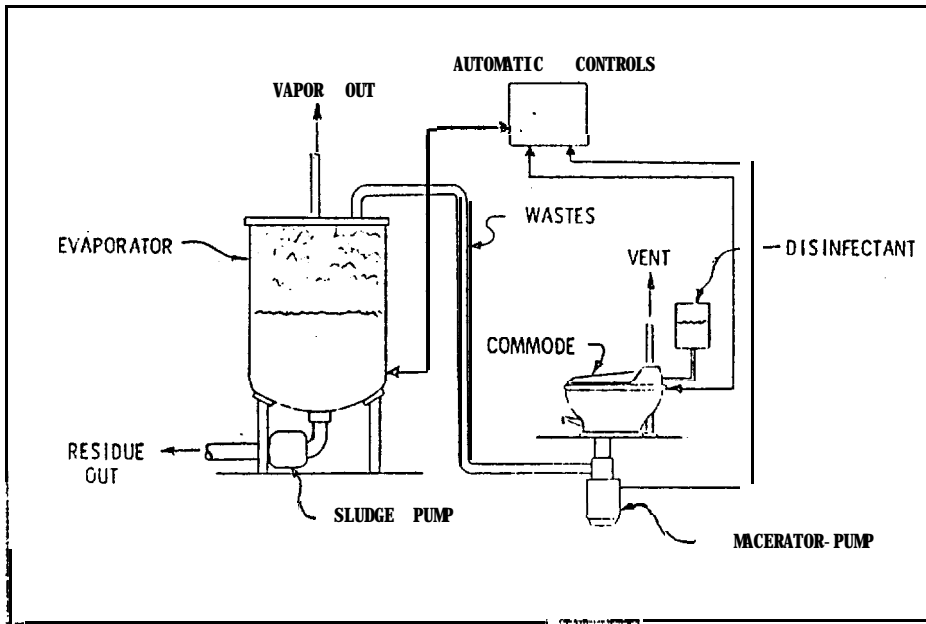 AUTOMATIC CONTROLS
VAPOR OUT
WASTES
EVAPORATOR
VENT
DISINFECTANT
COMMODE
RESIDUE
OUT
SLUDGE PUMP
MACERATOR-PUMP